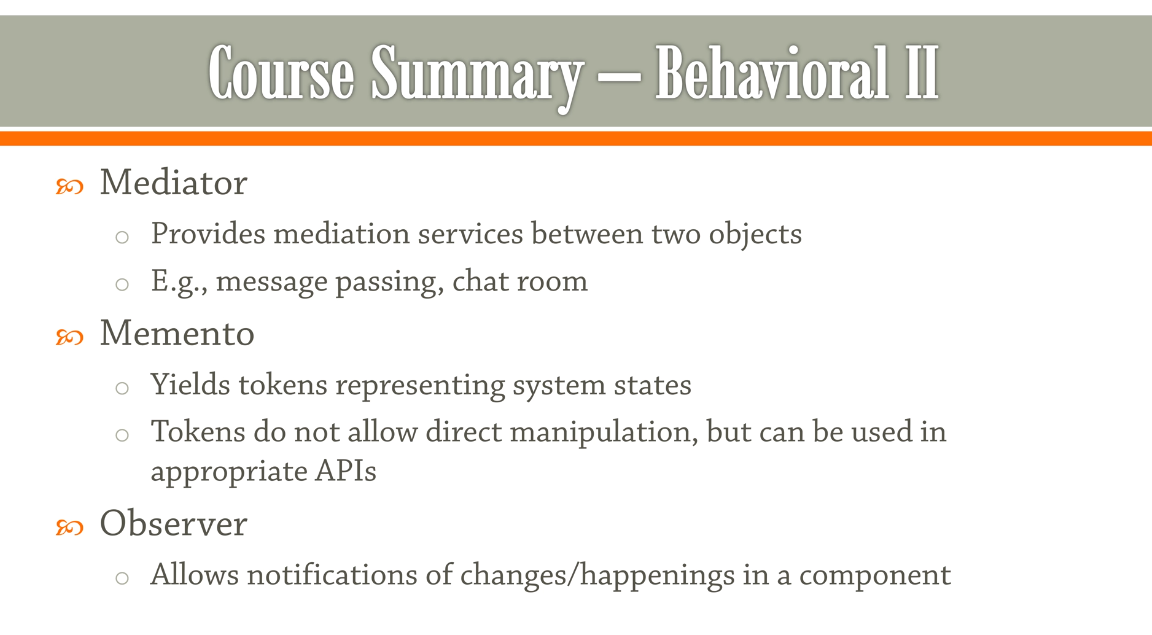 Course Summary – Behavioral II
Mediator
Provides mediation services between two objects
E.g., message passing, chat room
Memento
Yields tokens representing system states
Tokens do not allow direct manipulation, but can be used in
appropriate APIs
Observer
Allows notifications of changes/happenings in a component